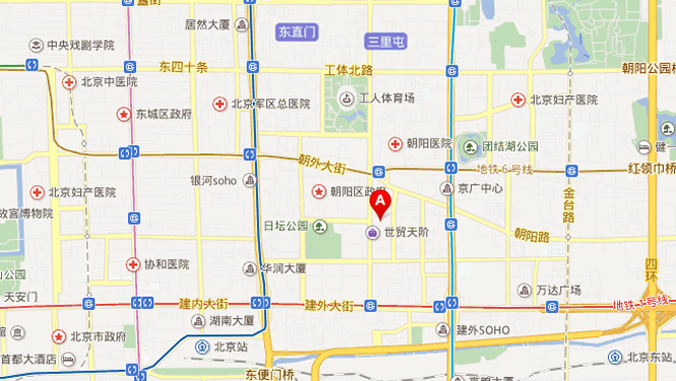 居然大厦
东直门
三里屯
中央戏剧学院
东四十条
工体北路
朝阳公园桥
北京中医院
东城区政府
北京军区总医院
工人体育场
北京妇产医院
朝阳医院
团结湖公园
健一
朝外大街
地铁6号线
红领巾桥
银河soho
北京妇产医院
朝阳区政府
京广中心
金台路
A
故宫博物院
日坛公园
世贸天阶
朝阳路
协和医院
华润大厦
四环
天安门
万达广场
建内大街
建外大街
地铁1号线
湖南大厦
北京市政府
建外SOHO
北京站
首都大酒店
北京东站
东便门桥